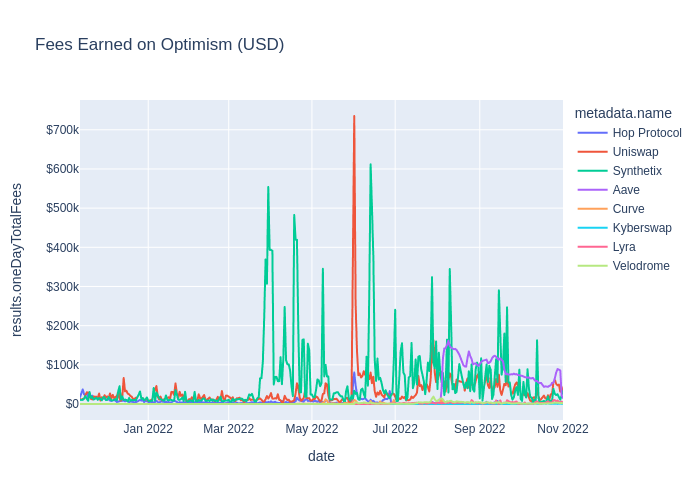 Fees Earned on Optimism (USD)
metadata.name
Hop Protocol
Uniswap
Synthetix
Aave
Curve
Kyberswap
Lyra
Velodrome
results.oneDayTotalFees
$700k
$600k
$500k
$400k
$300k
$200k
$100k
$0
Jan 2022
Mar 2022
May 2022
Jul 2022
Sep 2022
Nov 2022
date